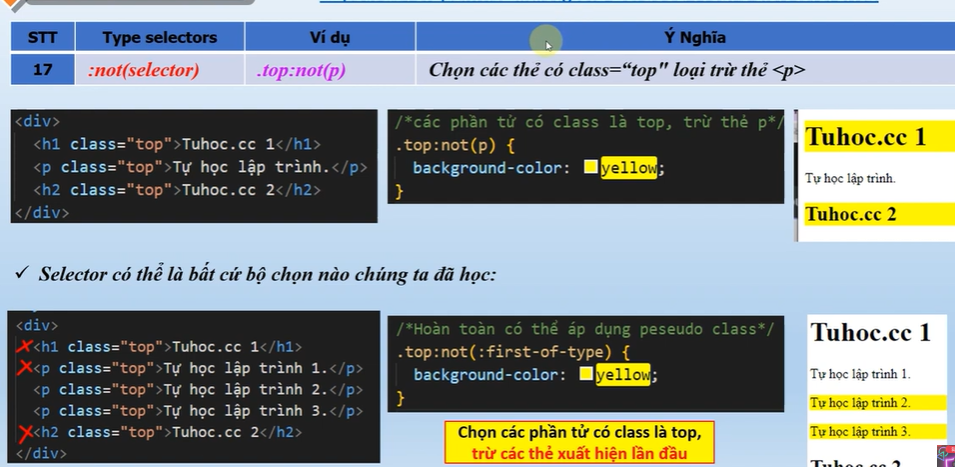 STT Type selectors Ví dụ Ý Nghĩa
17 :not(selector) .top:not(p) Chọn các thẻ có class=“top" loại trừ thẻ <p>
<div>
<h1 class="top">Tuhoc.cc 1</h1>
<p class="top">Tự học lập trình.</p>
<h2 class="top">Tuhoc.cc 2</h2>
</div>
/*các phần tử có class là top, trừ thẻ p*/
.top:not(p) {
background-color: yellow;
}
Tuhoc.cc 1
Tự học lập trình.
Tuhoc.cc 2
✓ Selector có thể là bất cứ bộ chọn nào chúng ta đã học:
<div>
<h1 class="top">Tuhoc.cc 1</h1>
<p class="top">Tự học lập trình 1.</p>
<p class="top">Tự học lập trình 2.</p>
<p class="top">Tự học lập trình 3.</p>
<h2 class="top">Tuhoc.cc 2</h2>
</div>
/*Hoàn toàn có thể áp dụng peseudo class*/
.top:not(:first-of-type) {
background-color: yellow;
}
Chọn các phần tử có class là top,
trừ các thẻ xuất hiện lần đầu
Tuhoc.cc 1
Tự học lập trình 1.
Tự học lập trình 2.
Tự học lập trình 3.
Tuhoc.cc 2